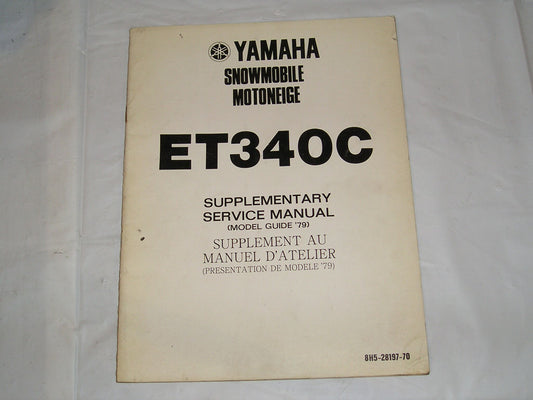 YAMAHA
SNOWMOBILE
MOTONEIGE
ET340C
SUPPLEMENTARY
SERVICE MANUAL
(MODEL GUIDE '79)
SUPPLEMENT AU
MANUEL D'ATELIER
(PRESENTATION DE MODELE '79)
8H5-28197-70